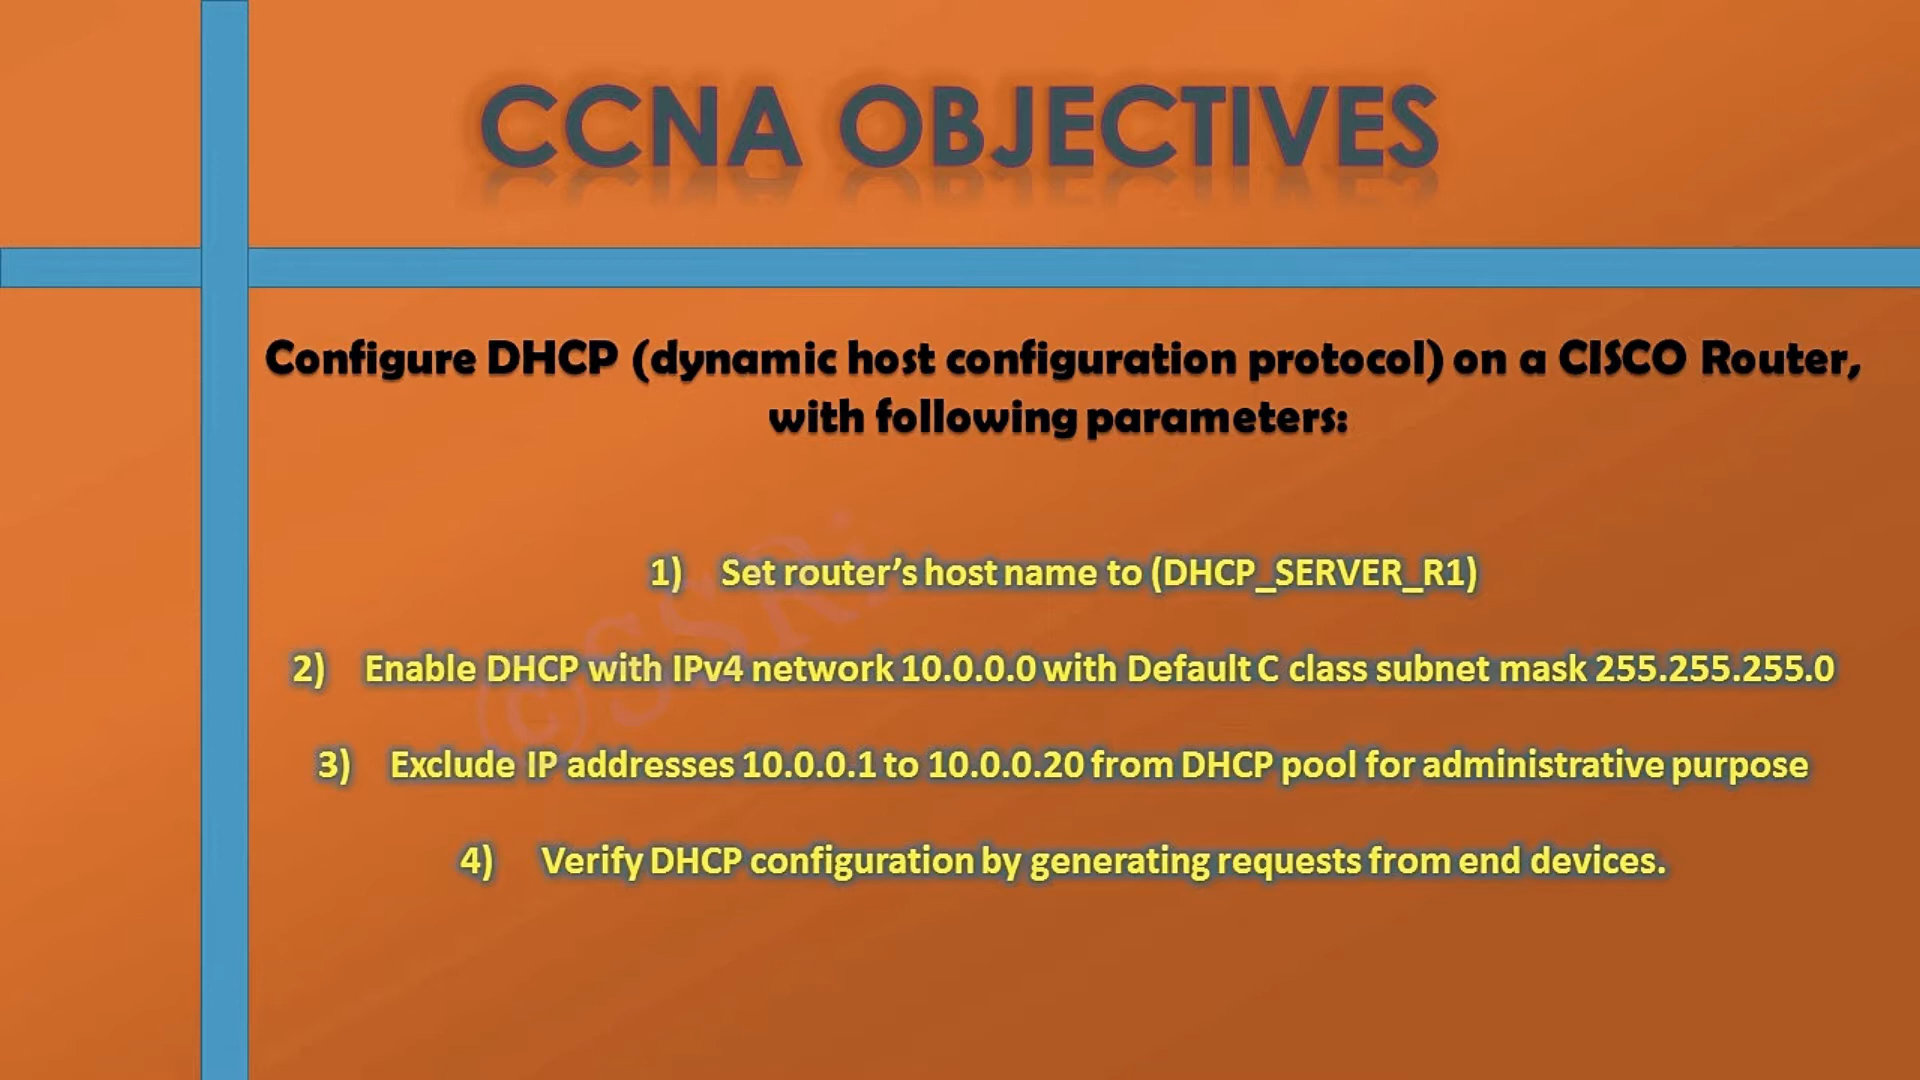 CCNA OBJECTIVES
Configure DHCP (dynamic host configuration protocol) on a CISCO Router,
with following parameters:
1) Set router’s host name to (DHCP_SERVER_R1)
2) Enable DHCP with IPv4 network 10.0.0.0 with Default C class subnet mask 255.255.255.0
3) Exclude IP addresses 10.0.0.1 to 10.0.0.20 from DHCP pool for administrative purpose
4) Verify DHCP configuration by generating requests from end devices.
©SSRi